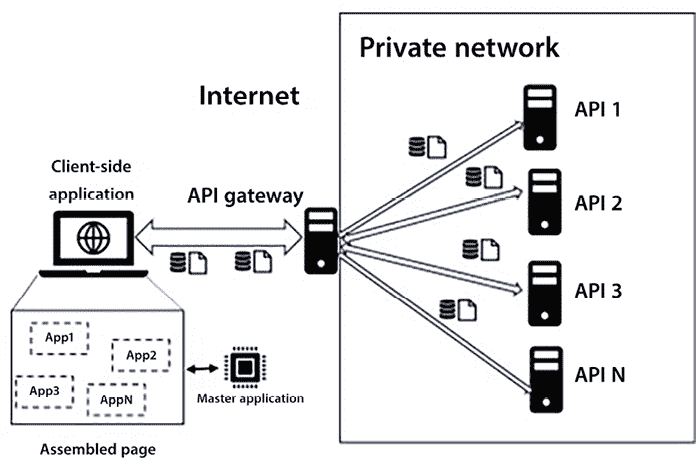 Private network
Internet
API 1
Client-side
application
API gateway
API 2
API 3
App1
App2
App3
AppN
Master application
API N
Assembled page